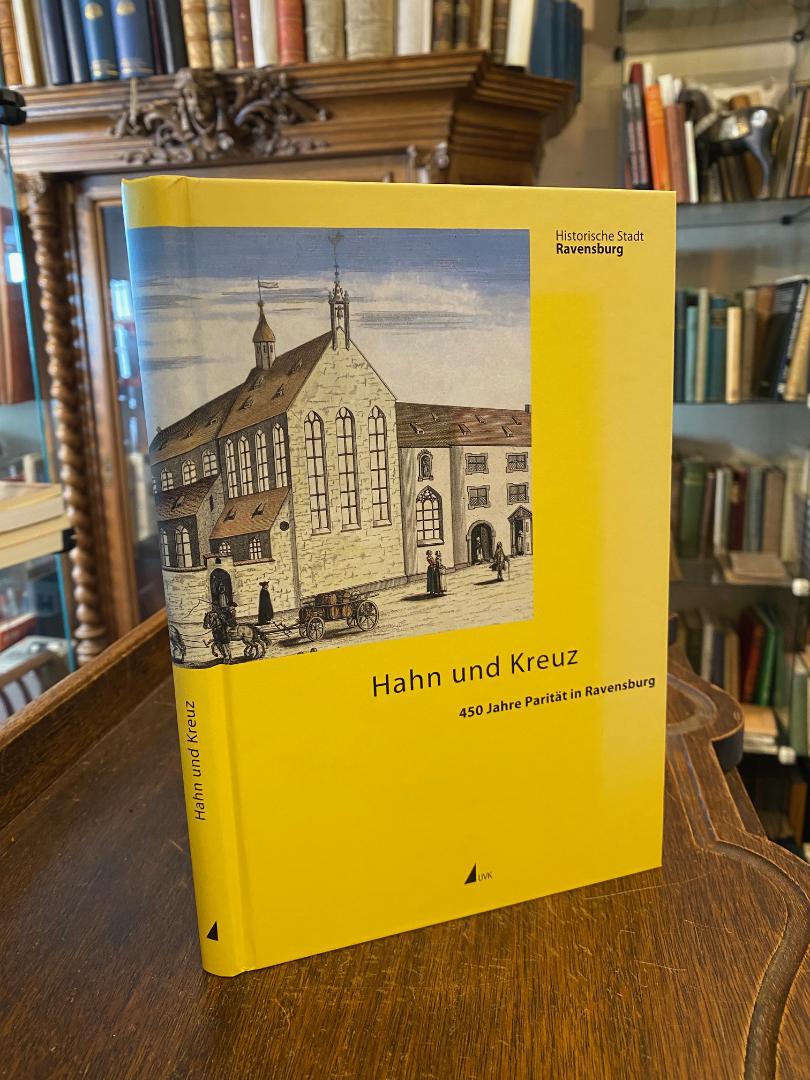 Historische Stadt
Ravensburg
Hahn und Kreuz
450 Jahre Parität in Ravensburg
UVK
Hahn und Kreuz